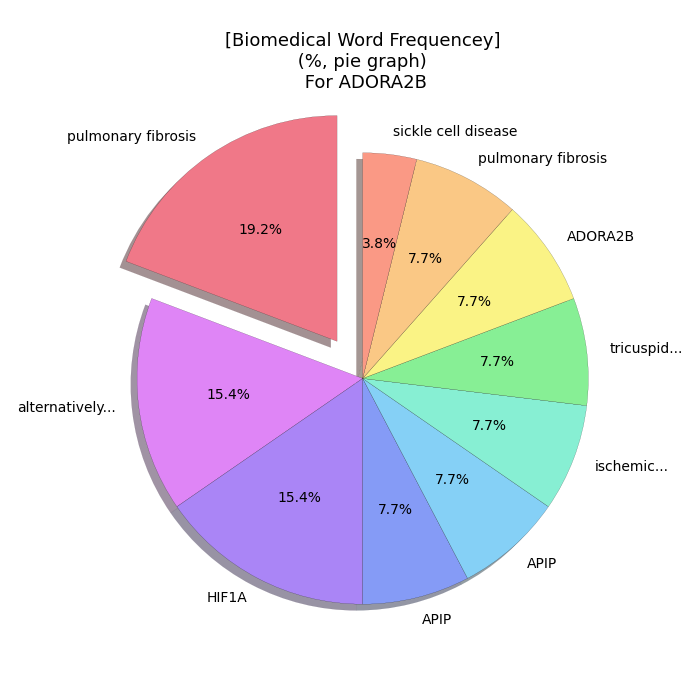 [Biomedical Word Frequencey]
(%, pie graph)
For ADORA2B
pulmonary fibrosis
sickle cell disease
pulmonary fibrosis
ADORA2B
tricuspid...
ischemic...
APIP
APIP
HIF1A
alternatively...
19.2%
3.8%
7.7%
7.7%
7.7%
7.7%
7.7%
7.7%
15.4%
15.4%